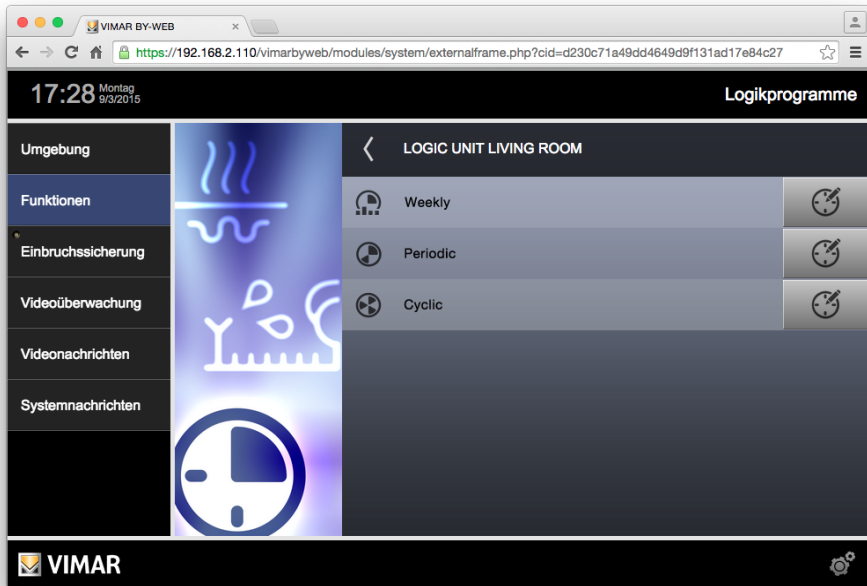 VIMAR BY-WEB
https://192.168.2.110/vimarbyweb/modules/system/externalframe.php?cid=d230c71a49dd4649d9f131ad17e84c27
17:28 Montag
9/3/2015
Logikprogramme
Umgebung
Funktionen
Einbruchssicherung
Videoüberwachung
Videonachrichten
Systemnachrichten
LOGIC UNIT LIVING ROOM
Weekly
Periodic
Cyclic
VIMAR